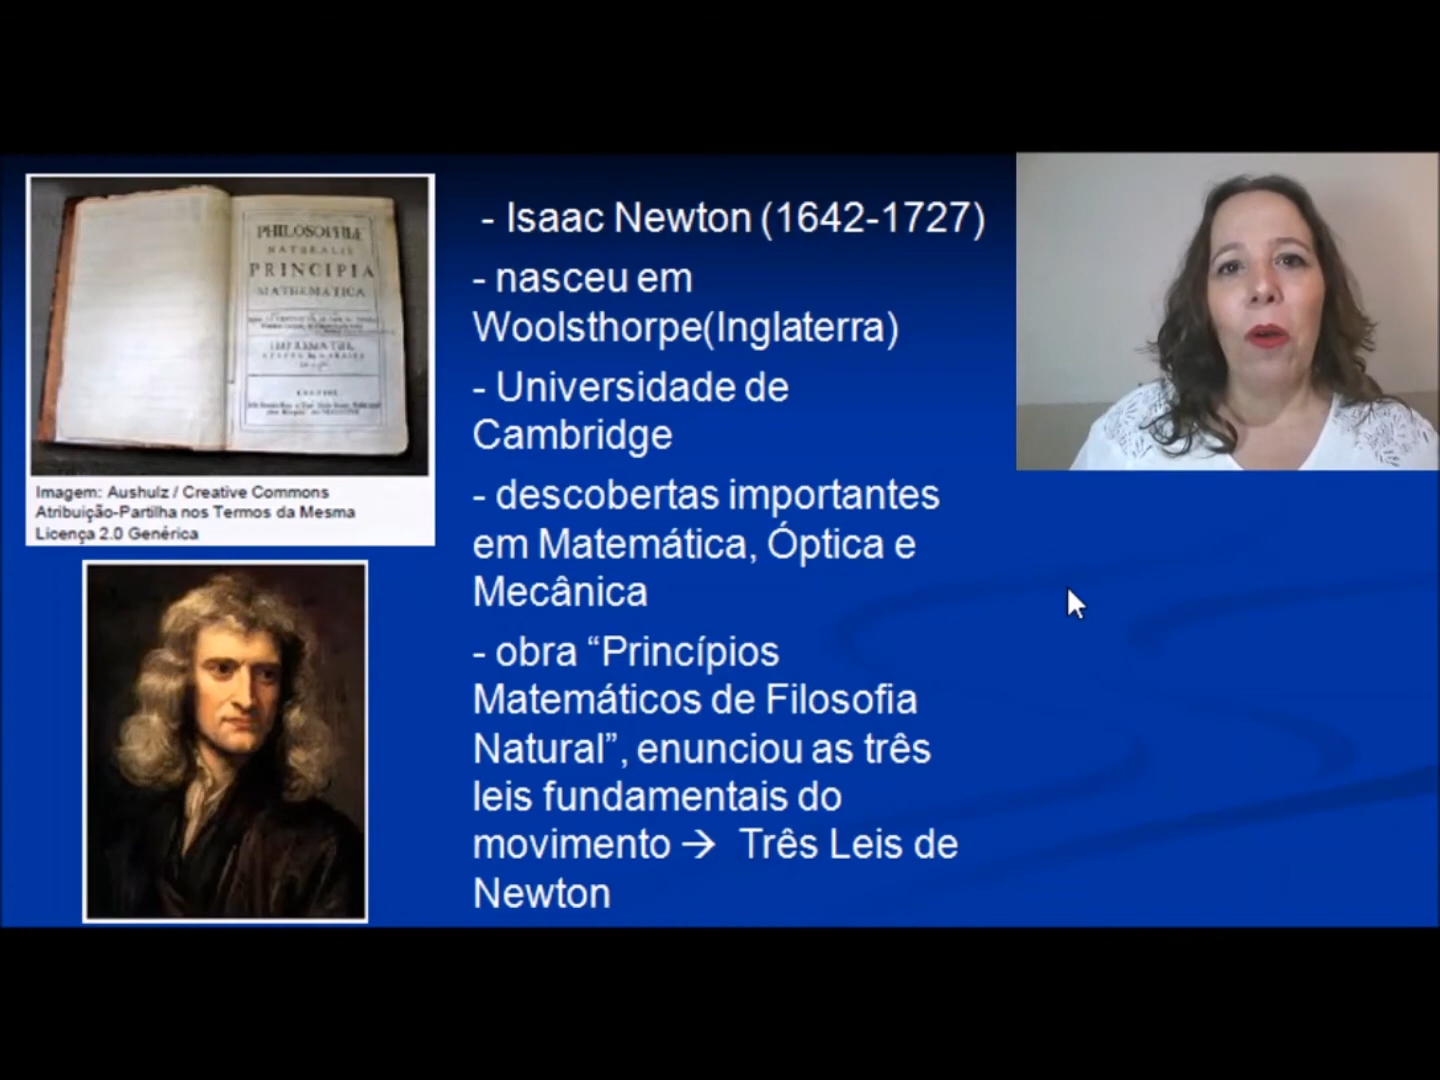 PHILOSOPHIÆ
NATURALIS
PRINCIPIA
MATHEMATICA
IMPRIMATUR
Imagem: Aushulz / Creative Commons
Atribuição-Partilha nos Termos da Mesma
Licença 2.0 Genérica
- Isaac Newton (1642-1727)
- nasceu em
Woolsthorpe(Inglaterra)
- Universidade de
Cambridge
- descobertas importantes
em Matemática, Óptica e
Mecânica
- obra “Princípios
Matemáticos de Filosofia
Natural”, enunciou as três
leis fundamentais do
movimento → Três Leis de
Newton